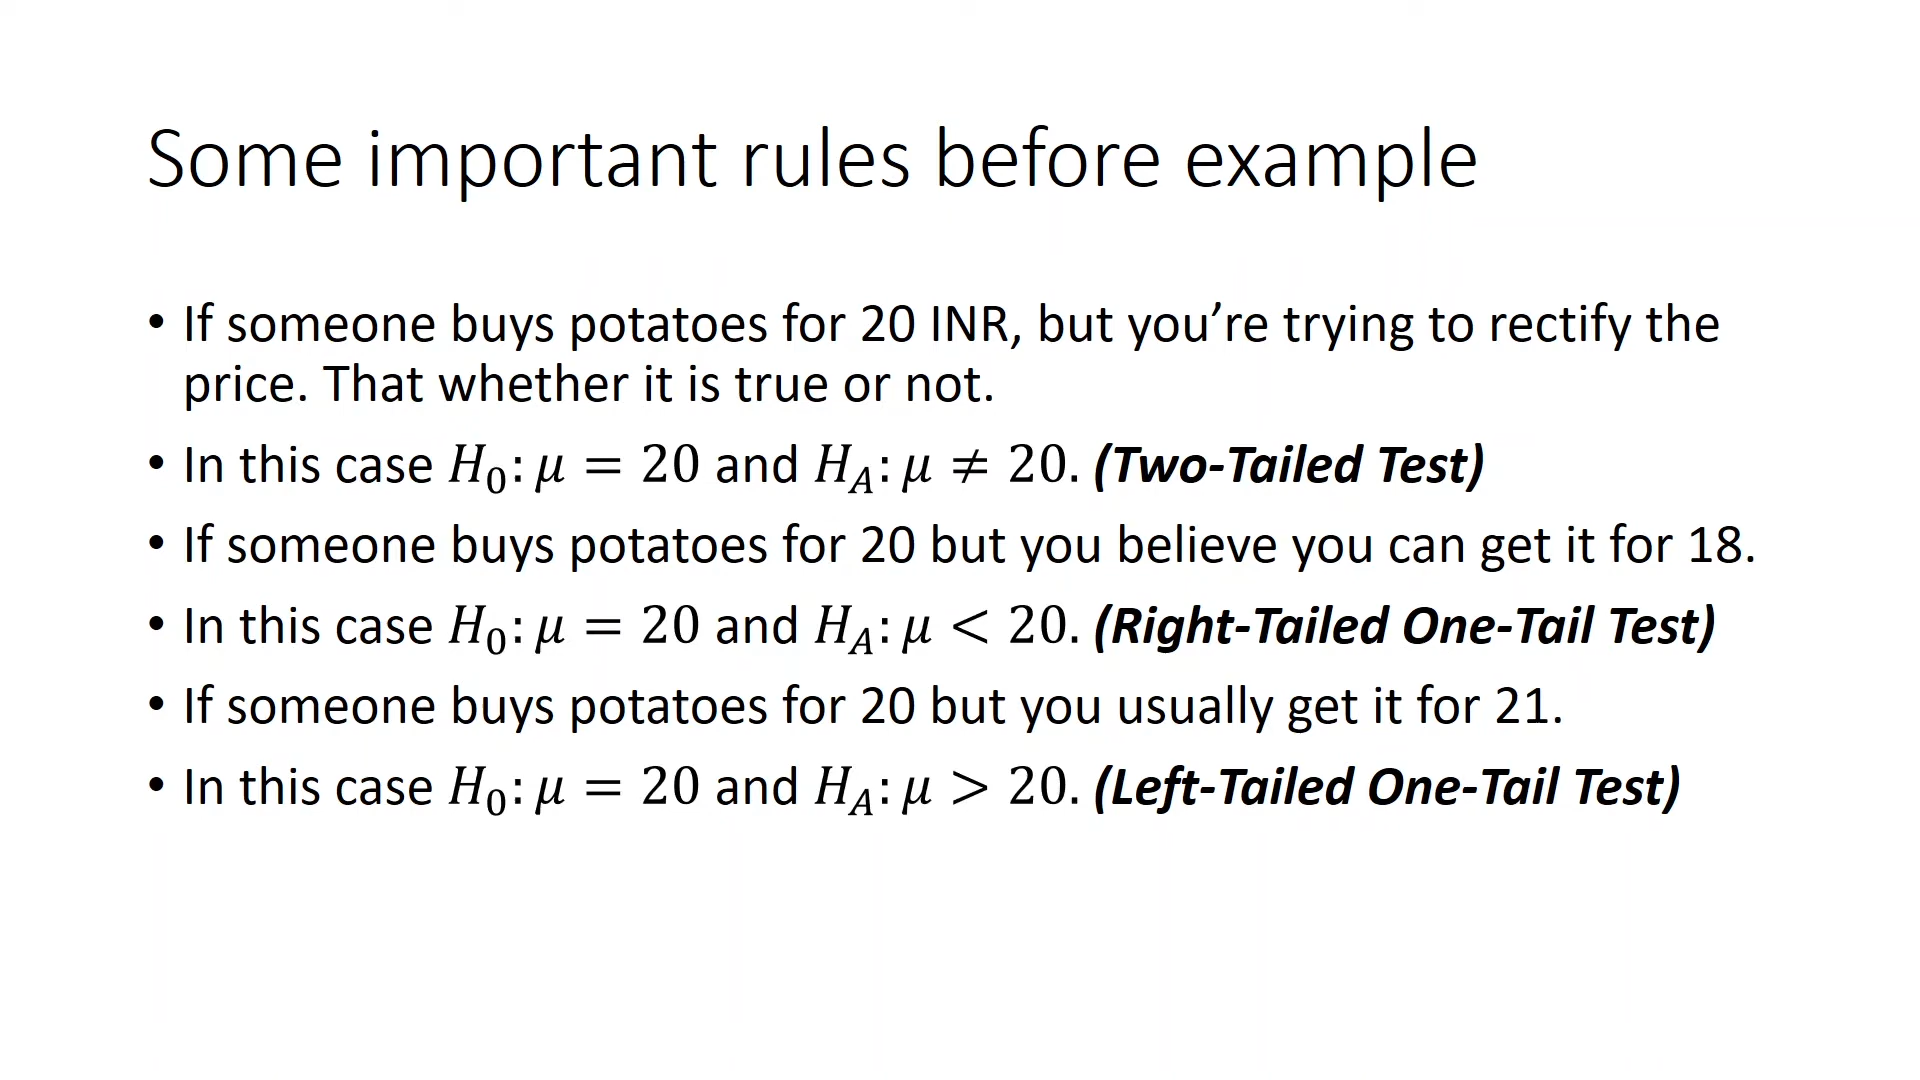 Some important rules before example
• If someone buys potatoes for 20 INR, but you’re trying to rectify the
price. That whether it is true or not.
• In this case H₀: μ = 20 and H_A: μ ≠ 20. (Two-Tailed Test)
• If someone buys potatoes for 20 but you believe you can get it for 18.
• In this case H₀: μ = 20 and H_A: μ < 20. (Right-Tailed One-Tail Test)
• If someone buys potatoes for 20 but you usually get it for 21.
• In this case H₀: μ = 20 and H_A: μ > 20. (Left-Tailed One-Tail Test)